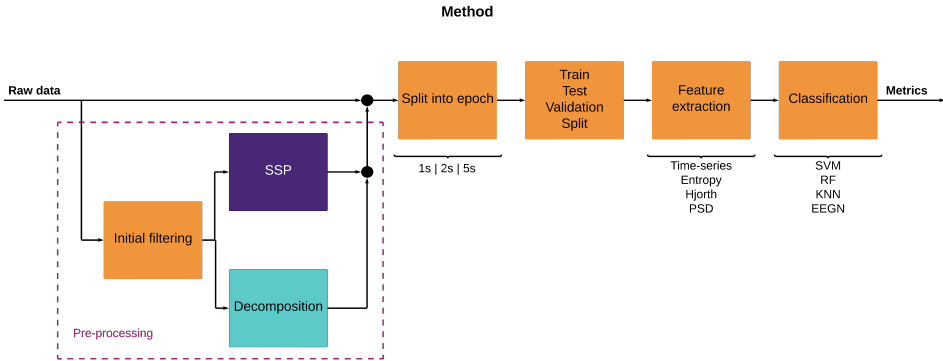 Method
Raw data
Split into epoch
Train
Test
Validation
Split
Feature
extraction
Classification
Metrics
1s | 2s | 5s
Time-series
Entropy
Hjorth
PSD
SVM
RF
KNN
EEGN
SSP
Initial filtering
Decomposition
Pre-processing